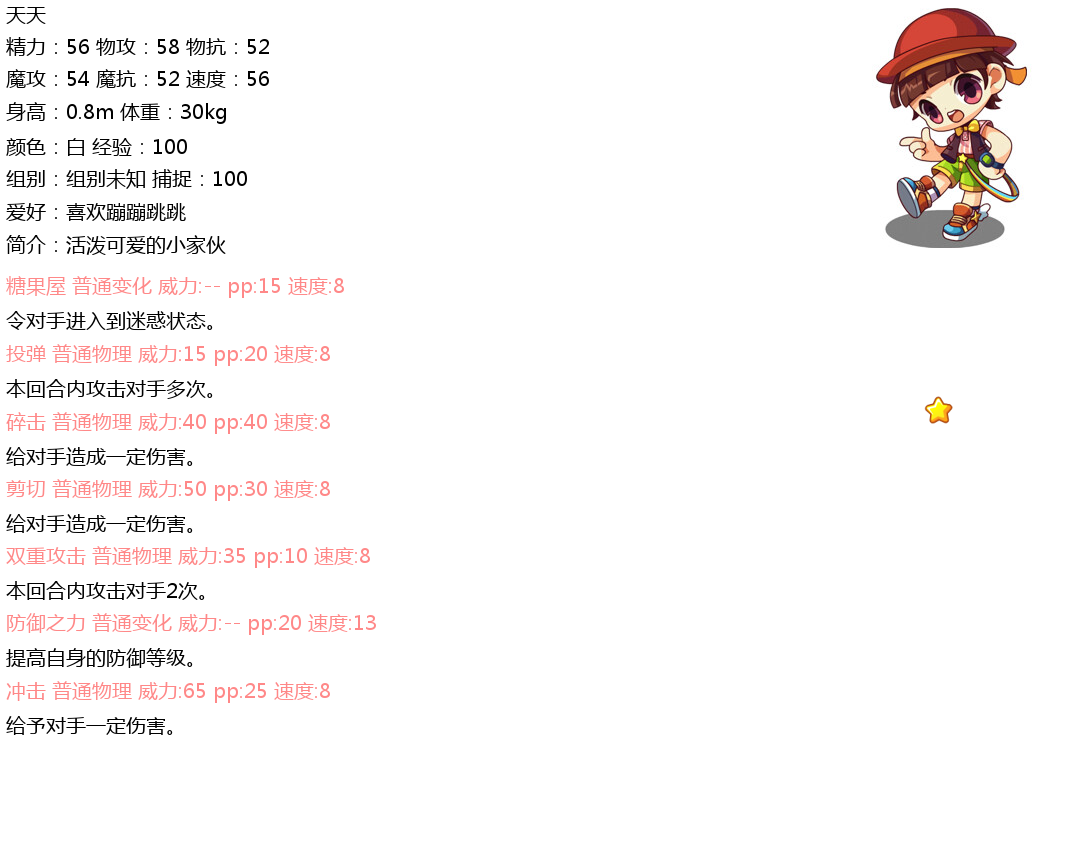 天天
精力：56 物攻：58 物抗：52
魔攻：54 魔抗：52 速度：56
身高：0.8m 体重：30kg
颜色：白 经验：100
组别：组别未知 捕捉：100
爱好：喜欢蹦蹦跳跳
简介：活泼可爱的小家伙
糖果屋 普通变化 威力:-- pp:15 速度:8
令对手进入到迷惑状态。
投弹 普通物理 威力:15 pp:20 速度:8
本回合内攻击对手多次。
碎击 普通物理 威力:40 pp:40 速度:8
给对手造成一定伤害。
剪切 普通物理 威力:50 pp:30 速度:8
给对手造成一定伤害。
双重攻击 普通物理 威力:35 pp:10 速度:8
本回合内攻击对手2次。
防御之力 普通变化 威力:-- pp:20 速度:13
提高自身的防御等级。
冲击 普通物理 威力:65 pp:25 速度:8
给予对手一定伤害。